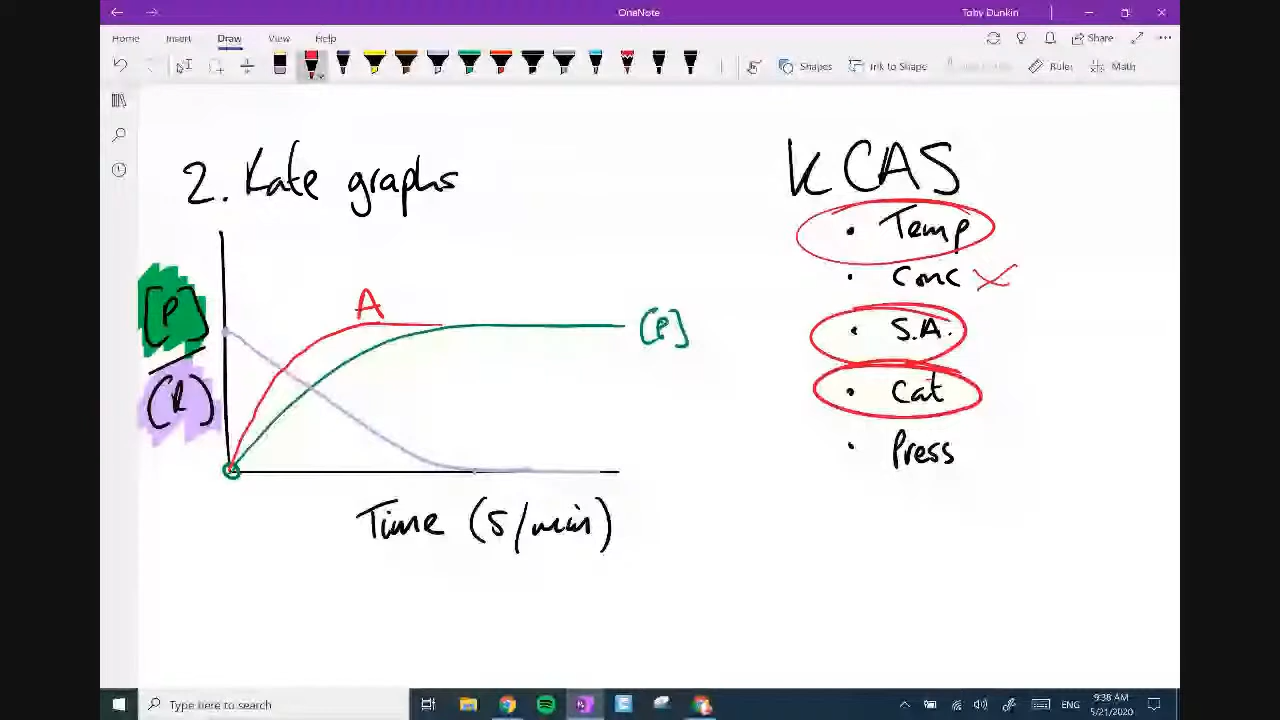 OneNote
Toby Dunkin
Home Insert Draw View Help
Share
Shapes
Ink to Shape
Ruler
Math
2. Rate graphs
[P]
[R]
A
[P]
Time (s/min)
RCAS
• Temp
• Conc ×
• S.A.
• Cat
• Press
Type here to search
ENG
9:38 AM
5/21/2020